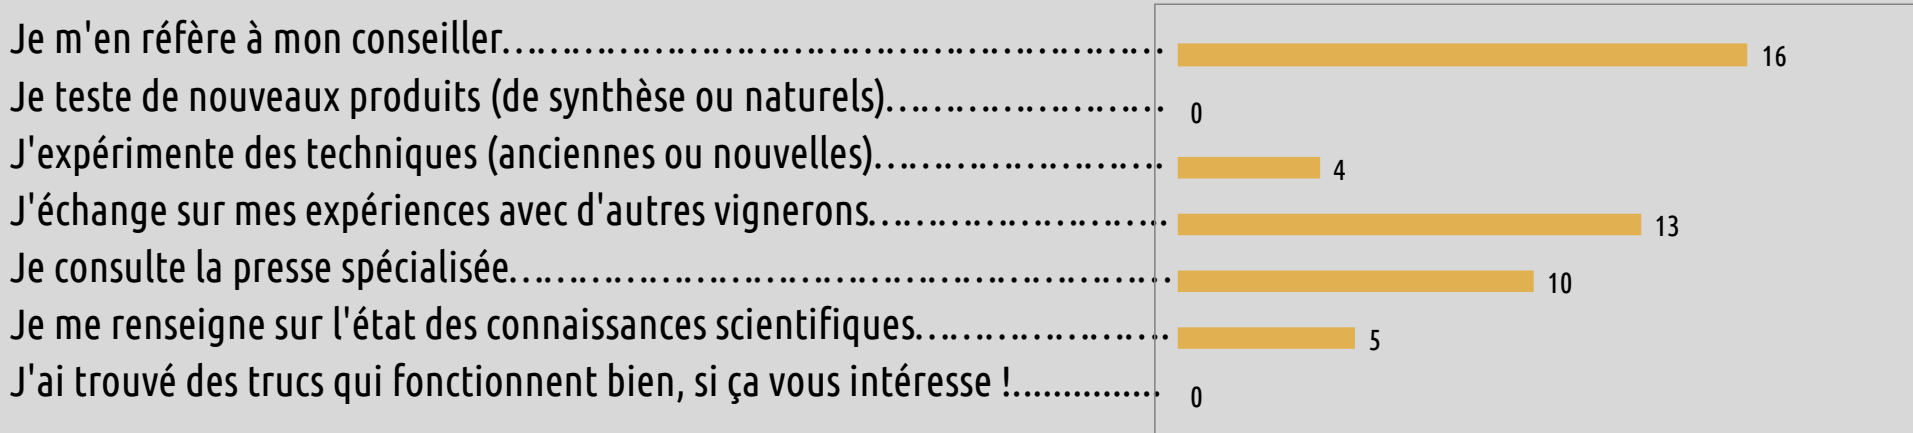 Je m'en réfère à mon conseiller……………………………………………………… 16
Je teste de nouveaux produits (de synthèse ou naturels)……………………… 0
J'expérimente des techniques (anciennes ou nouvelles)……………………… 4
J'échange sur mes expériences avec d'autres vignerons……………………… 13
Je consulte la presse spécialisée……………………………………………………… 10
Je me renseigne sur l'état des connaissances scientifiques…………………… 5
J'ai trouvé des trucs qui fonctionnent bien, si ça vous intéresse !............... 0